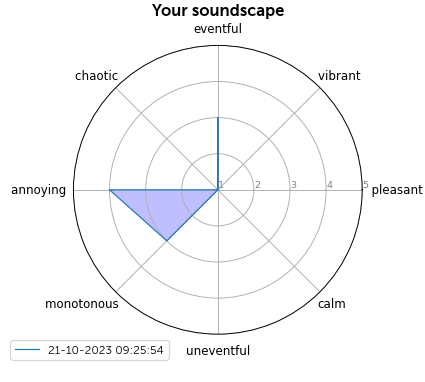 Your soundscape
eventful
chaotic
vibrant
annoying
1 2 3 4 5
pleasant
monotonous
calm
uneventful
21-10-2023 09:25:54